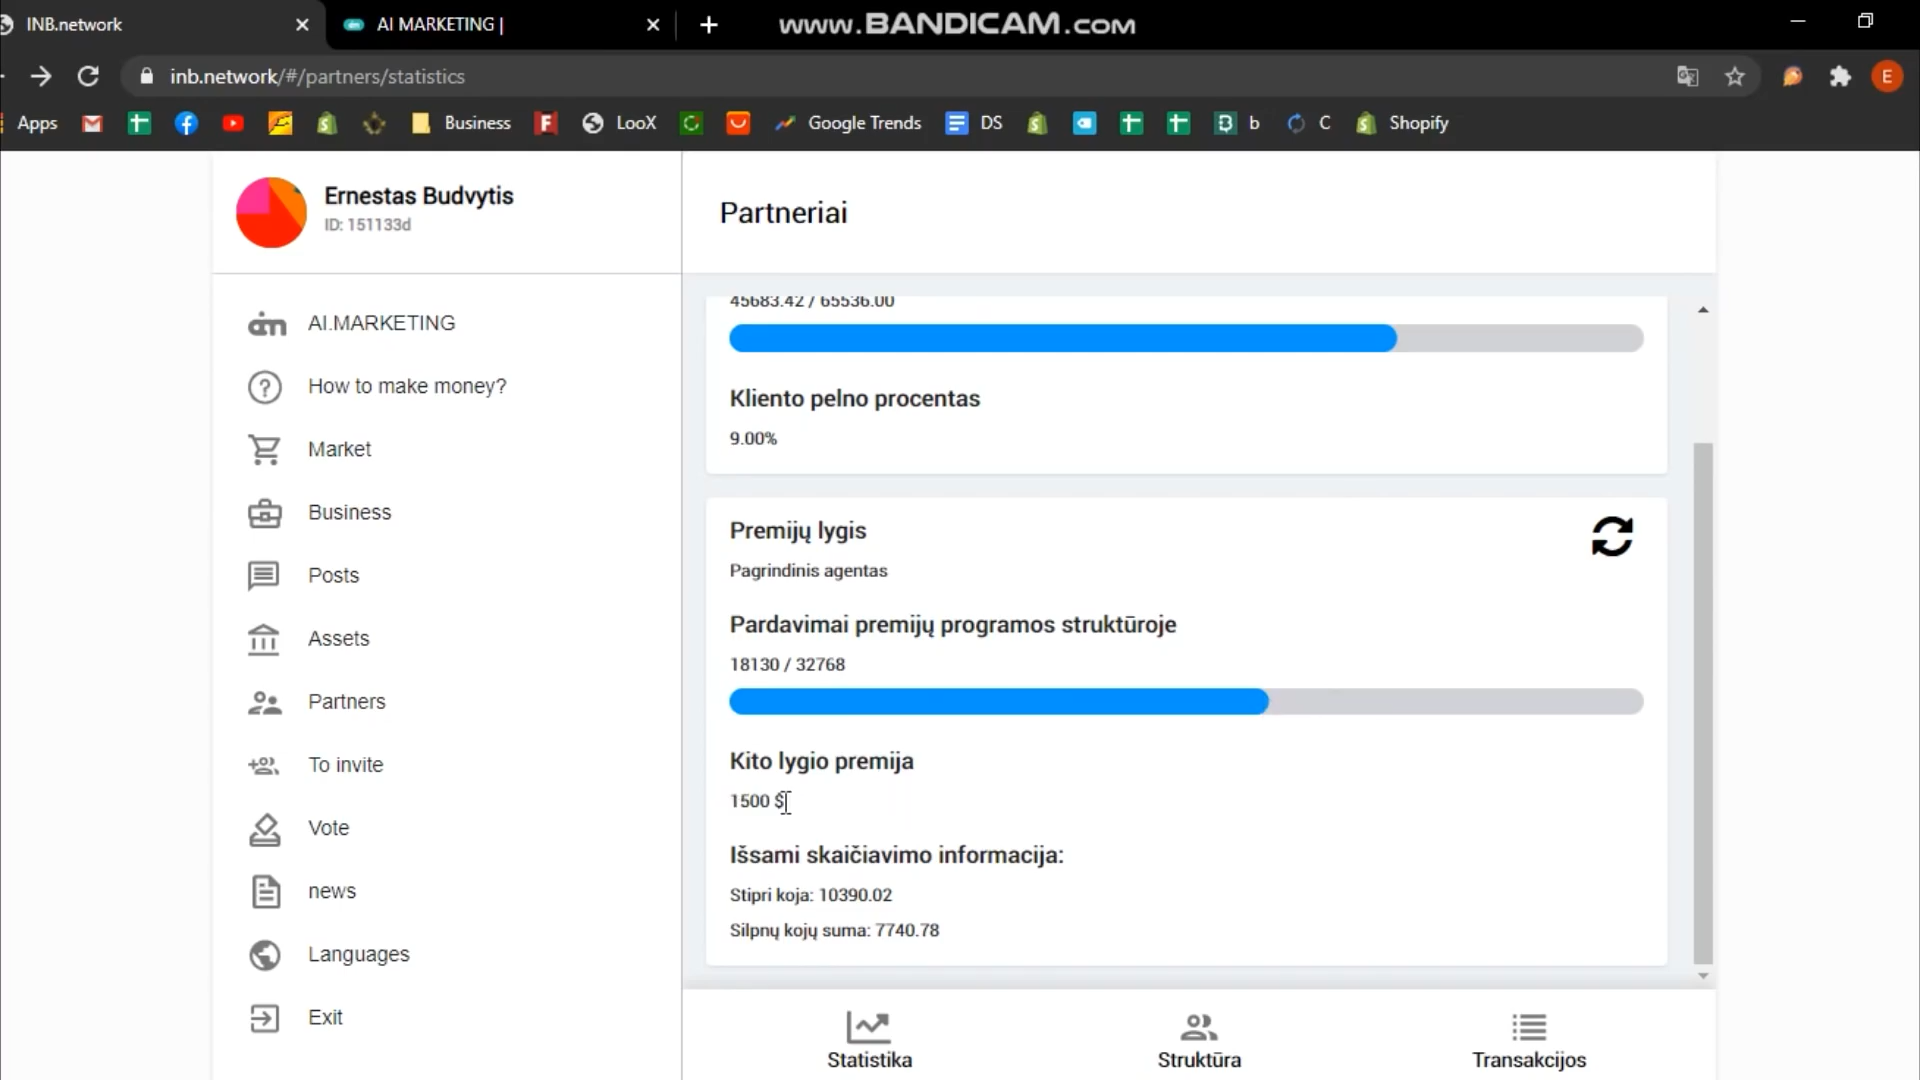 INB.network
AI MARKETING |
www.BANDICAM.com
inb.network/#/partners/statistics
E
Apps
Business
LooX
Google Trends
DS
b
C
Shopify
Ernestas Budvytis
ID: 151133d
Partneriai
AI.MARKETING
How to make money?
Market
Business
Posts
Assets
Partners
To invite
Vote
news
Languages
Exit
45683.42 / 65536.00
Kliento pelno procentas
9.00%
Premijų lygis
Pagrindinis agentas
Pardavimai premijų programos struktūroje
18130 / 32768
Kito lygio premija
1500 $
Išsami skaičiavimo informacija:
Stipri koja: 10390.02
Silpnų kojų suma: 7740.78
Statistika
Struktūra
Transakcijos